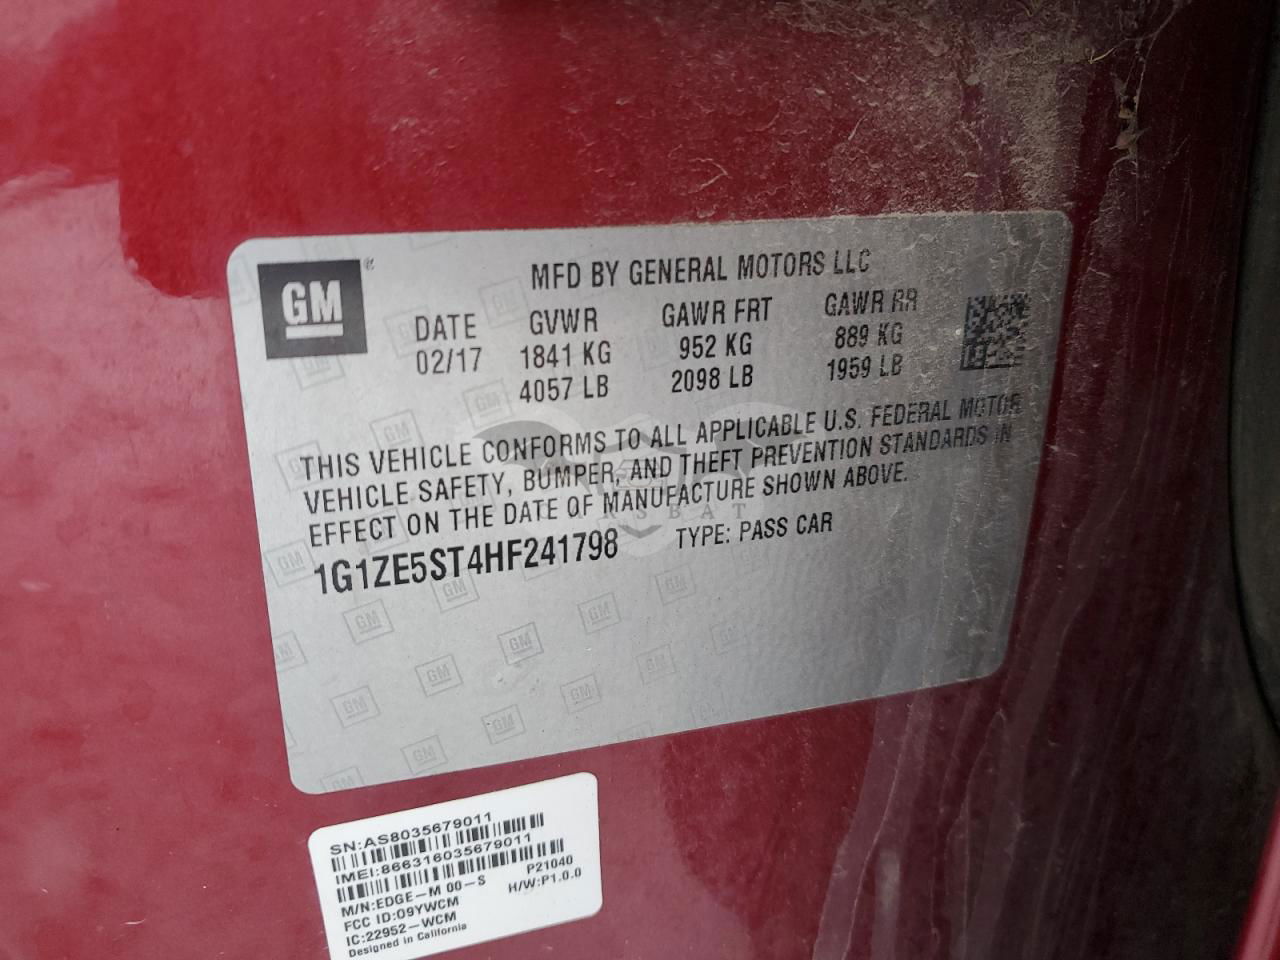 GM ®
MFD BY GENERAL MOTORS LLC
DATE GVWR GAWR FRT GAWR RR
02/17 1841 KG 952 KG 889 KG
4057 LB 2098 LB 1959 LB
THIS VEHICLE CONFORMS TO ALL APPLICABLE U.S. FEDERAL MOTOR
VEHICLE SAFETY, BUMPER, AND THEFT PREVENTION STANDARDS IN
EFFECT ON THE DATE OF MANUFACTURE SHOWN ABOVE.
1G1ZE5ST4HF241798 TYPE: PASS CAR
SN:AS8035679011
IMEI:866316035679011
M/N:EDGE-M 00-S P21040
FCC ID:09YWCM H/W:P1.0.0
IC:22952-WCM
Designed in California